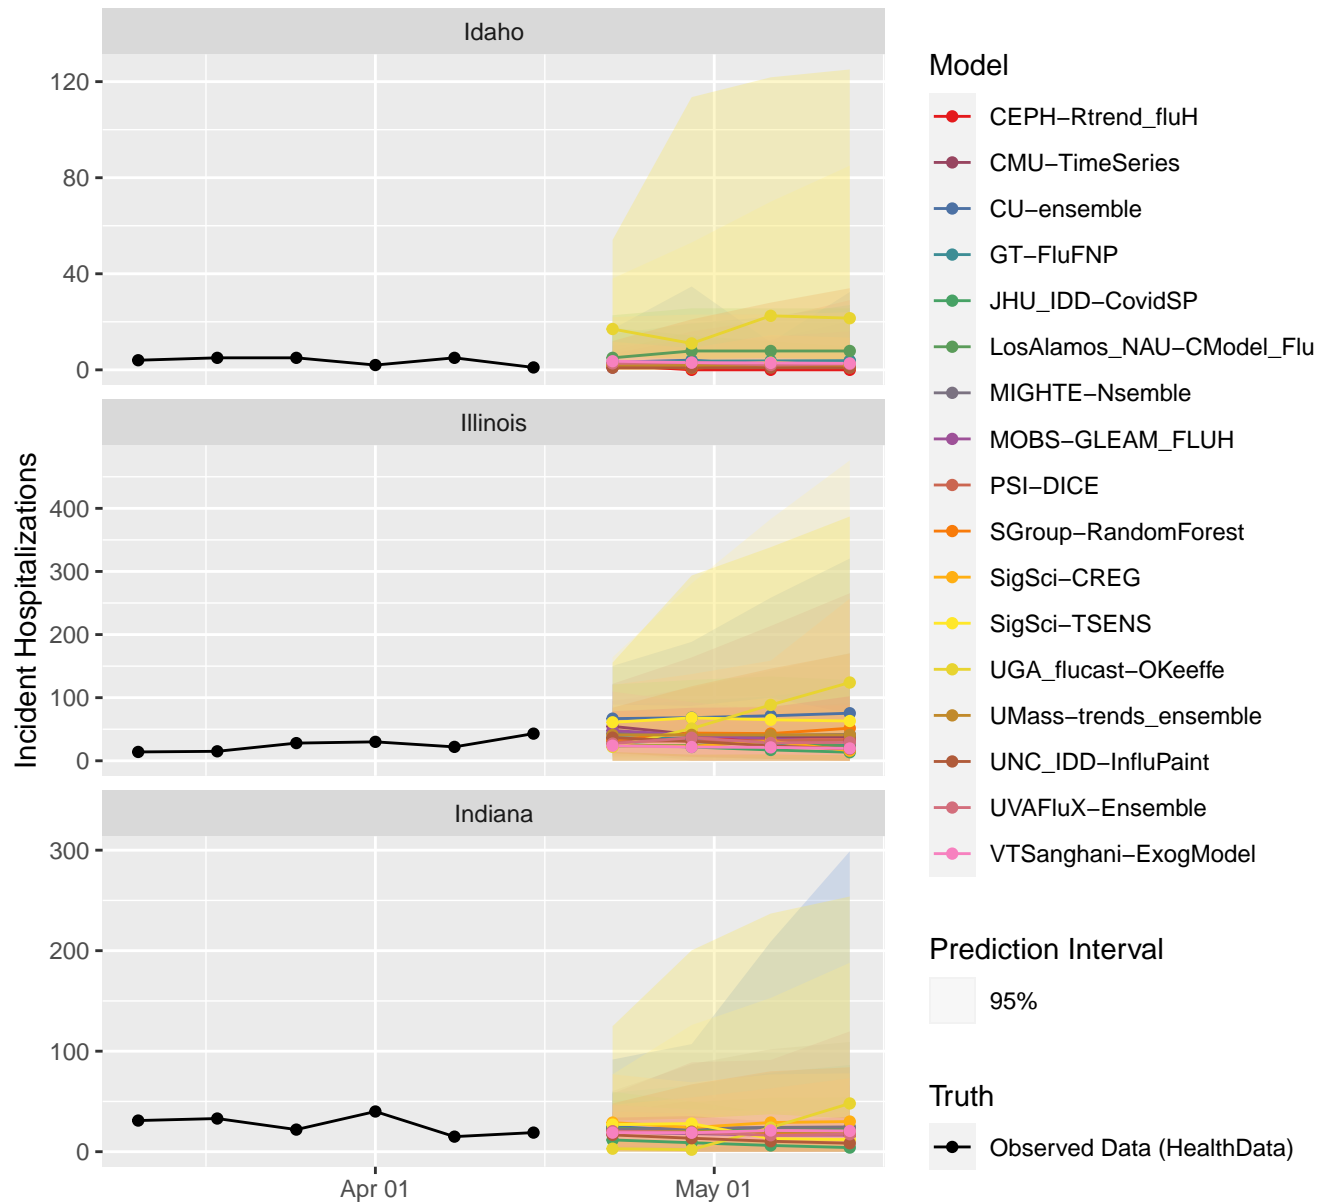 Idaho
120
80
40
0
Illinois
400
300
200
100
0
Indiana
300
200
100
0
Apr 01
May 01
Incident Hospitalizations
Model
CEPH−Rtrend_fluH
CMU−TimeSeries
CU−ensemble
GT−FluFNP
JHU_IDD−CovidSP
LosAlamos_NAU−CModel_Flu
MIGHTE−Nsemble
MOBS−GLEAM_FLUH
PSI−DICE
SGroup−RandomForest
SigSci−CREG
SigSci−TSENS
UGA_flucast−OKeeffe
UMass−trends_ensemble
UNC_IDD−InfluPaint
UVAFluX−Ensemble
VTSanghani−ExogModel
Prediction Interval
95%
Truth
Observed Data (HealthData)